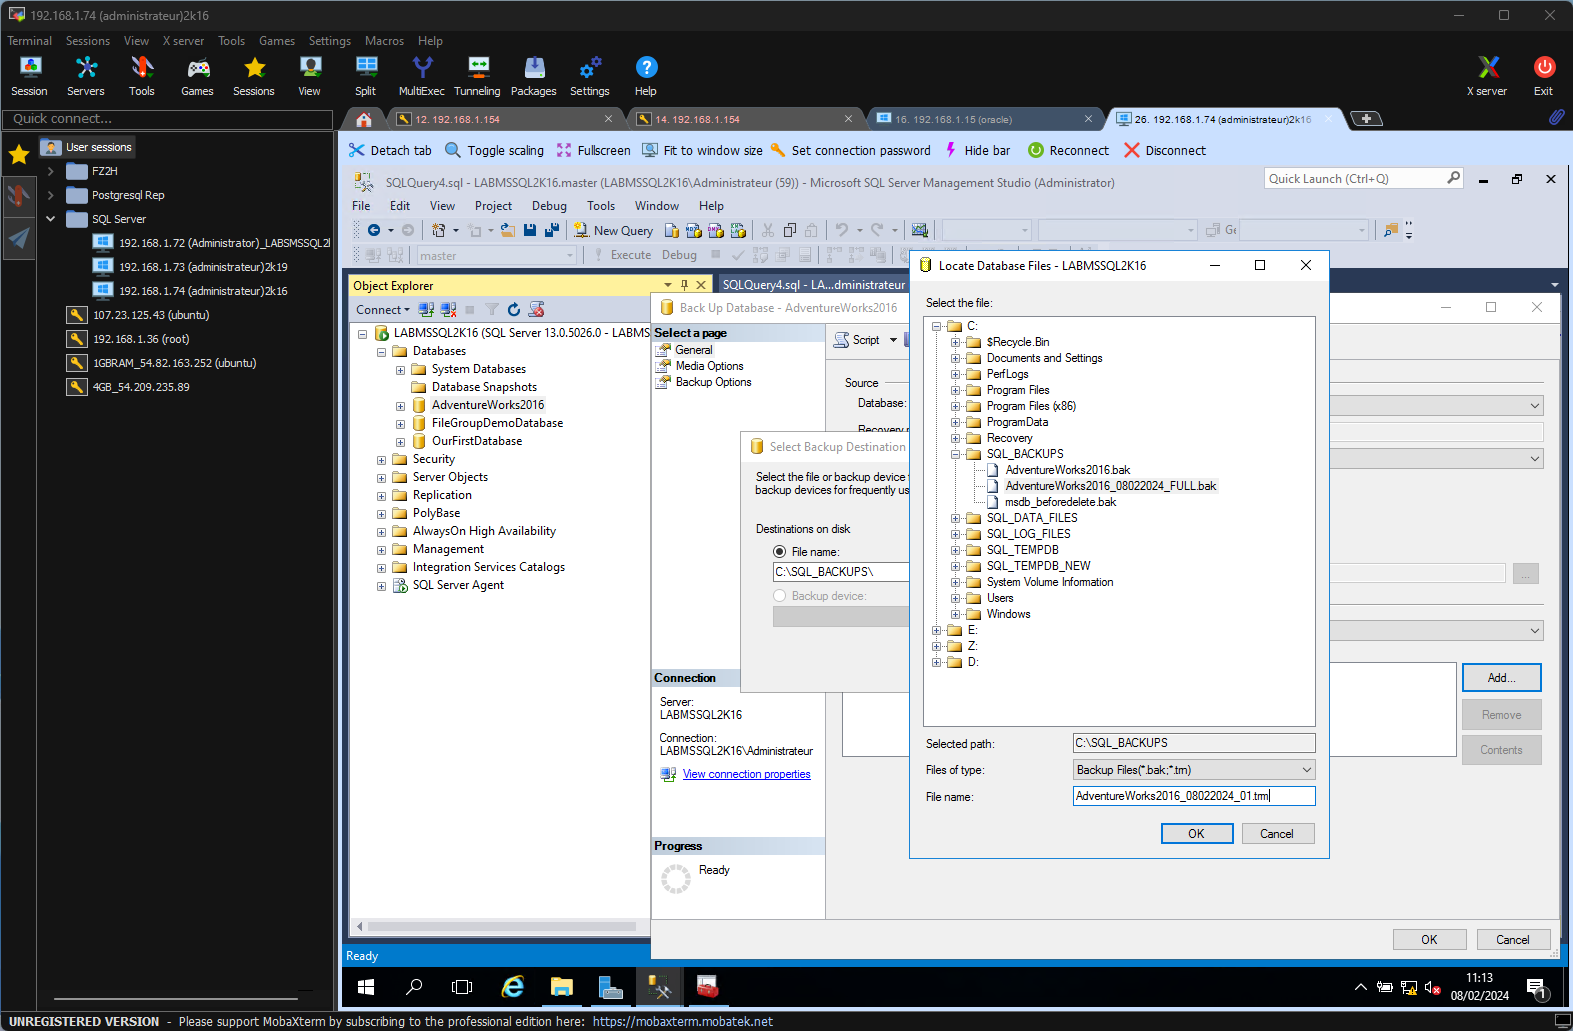 192.168.1.74 (administrateur)2k16
Terminal Sessions View X server Tools Games Settings Macros Help
Session Servers Tools Games Sessions View Split MultiExec Tunneling Packages Settings Help X server Exit
Quick connect...
12. 192.168.1.154
14. 192.168.1.154
16. 192.168.1.15 (oracle)
26. 192.168.1.74 (administrateur)2k16
User sessions
FZ2H
Postgresql Rep
SQL Server
192.168.1.72 (Administrator)_LABSMSSQL2
192.168.1.73 (administrateur)2k19
192.168.1.74 (administrateur)2k16
107.23.125.43 (ubuntu)
192.168.1.36 (root)
1GBRAM_54.82.163.252 (ubuntu)
4GB_54.209.235.89
Detach tab Toggle scaling Fullscreen Fit to window size Set connection password Hide bar Reconnect Disconnect
SQLQuery4.sql - LABMSSQL2K16.master (LABMSSQL2K16\Administrateur (59)) - Microsoft SQL Server Management Studio (Administrator)
Quick Launch (Ctrl+Q)
File Edit View Project Debug Tools Window Help
New Query
MDX DMX
Ge
master Execute Debug
Object Explorer
Connect
LABMSSQL2K16 (SQL Server 13.0.5026.0 - LABMS
Databases
System Databases
Database Snapshots
AdventureWorks2016
FileGroupDemoDatabase
OurFirstDatabase
Security
Server Objects
Replication
PolyBase
AlwaysOn High Availability
Management
Integration Services Catalogs
SQL Server Agent
SQLQuery4.sql - LA...dministrateur
Back Up Database - AdventureWorks2016
Select a page
General
Media Options
Backup Options
Script
Source
Database:
Recovery
Select Backup Destination
Select the file or backup device
backup devices for frequently us
Destinations on disk
File name:
C:\SQL_BACKUPS\
Backup device:
Connection
Server:
LABMSSQL2K16
Connection:
LABMSSQL2K16\Administrateur
View connection properties
Progress
Ready
...
Add...
Remove
Contents
OK Cancel
Locate Database Files - LABMSSQL2K16
Select the file:
C:
$Recycle.Bin
Documents and Settings
PerfLogs
Program Files
Program Files (x86)
ProgramData
Recovery
SQL_BACKUPS
AdventureWorks2016.bak
AdventureWorks2016_08022024_FULL.bak
msdb_beforedelete.bak
SQL_DATA_FILES
SQL_LOG_FILES
SQL_TEMPDB
SQL_TEMPDB_NEW
System Volume Information
Users
Windows
E:
Z:
D:
Selected path: C:\SQL_BACKUPS
Files of type: Backup Files(*.bak;*.trn)
File name: AdventureWorks2016_08022024_01.trn
OK Cancel
Ready
11:13
08/02/2024
1
UNREGISTERED VERSION - Please support MobaXterm by subscribing to the professional edition here: https://mobaxterm.mobatek.net